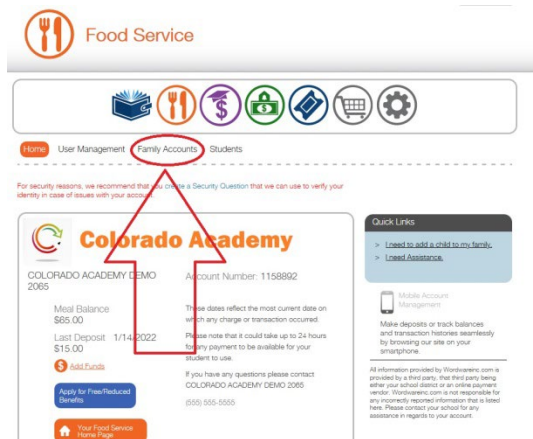 Food Service
Home User Management Family Accounts Students
For security reasons, we recommend that you create a Security Question that we can use to verify your
identity in case of issues with your account.
Colorado Academy
COLORADO ACADEMY DEMO
2065
Meal Balance
$65.00
Last Deposit 1/14/2022
$15.00
$ Add Funds
Apply for Free/Reduced
Benefits
Your Food Service
Home Page
Account Number: 1158892
These dates reflect the most current date on
which any charge or transaction occurred.
Please note that it could take up to 24 hours
for any payment to be available for your
student to use.
If you have any questions please contact
COLORADO ACADEMY DEMO 2065
(555) 555-5555
Quick Links
> I need to add a child to my family.
> I need Assistance.
Mobile Account
Management
Make deposits or track balances
and transaction histories seamlessly
by browsing our site on your
smartphone.
All information provided by Wordwareinc.com is
provided by a third party, that third party being
either your school district or an online payment
vendor. Wordwareinc.com is not responsible for
any incorrectly reported information that is listed
here. Please contact your school for any
assistance in regards to your account.